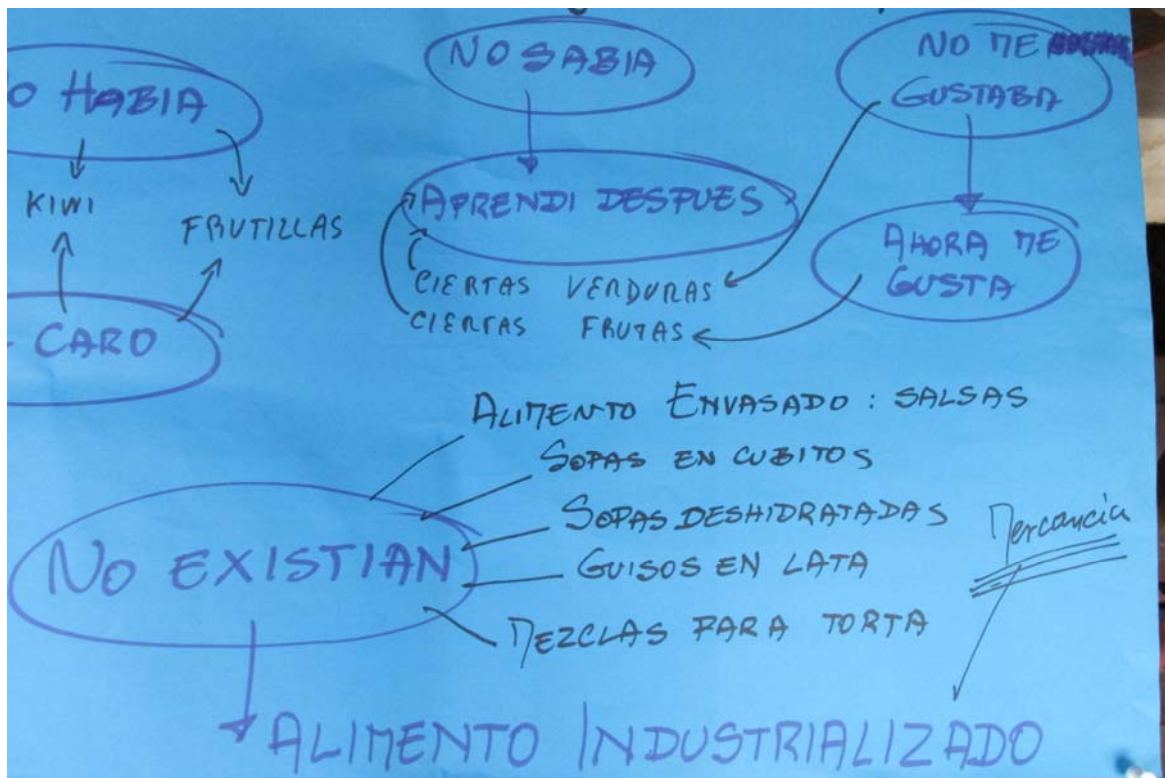 O HABIA
KIWI
FRUTILLAS
CARO
NO SABIA
APRENDI DESPUES
CIERTAS VERDURAS
CIERTAS FRUTAS
NO ME
GUSTABA
AHORA ME
GUSTA
NO EXISTIAN
ALIMENTO ENVASADO: SALSAS
SOPAS EN CUBITOS
SOPAS DESHIDRATADAS
GUISOS EN LATA
MEZCLAS PARA TORTA
Mercancía
ALIMENTO INDUSTRIALIZADO